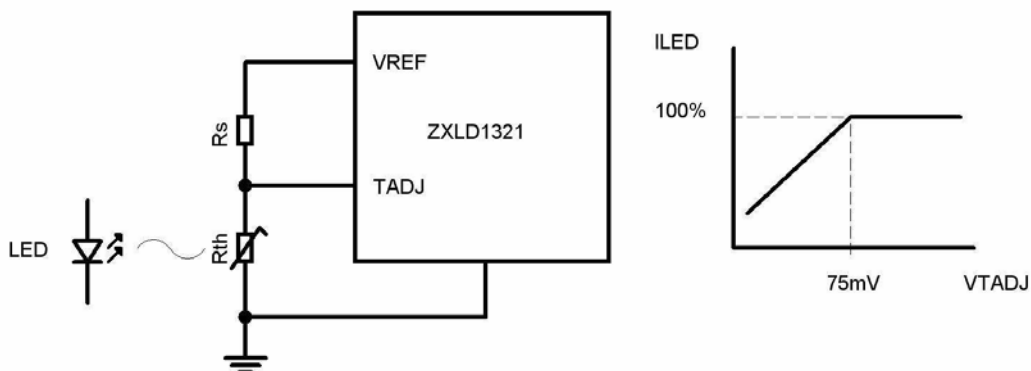 VREF
Rs
ZXLD1321
TADJ
LED
Rth
ILED
100%
75mV
VTADJ